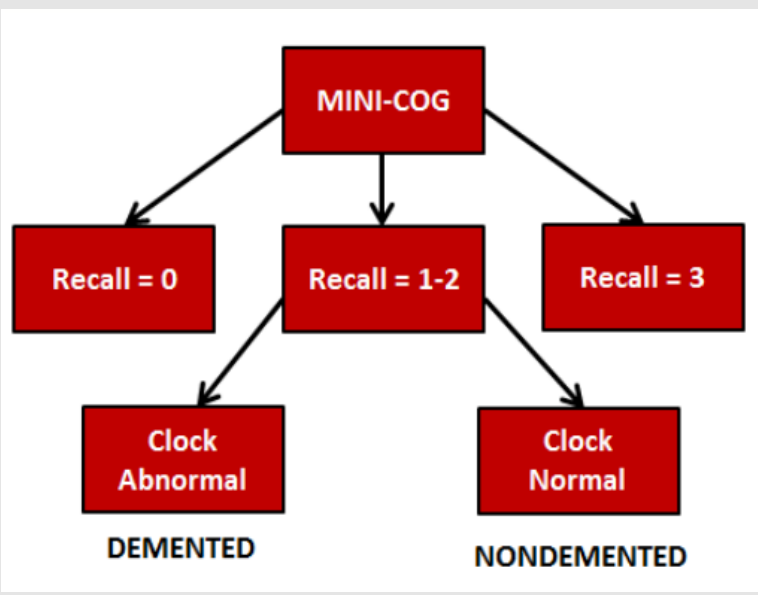 MINI-COG
Recall = 0
Recall = 1-2
Recall = 3
Clock
Abnormal
Clock
Normal
DEMENTED
NONDEMENTED